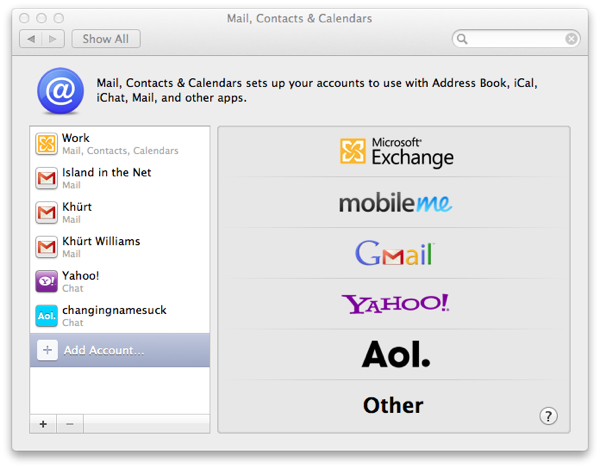 Mail, Contacts & Calendars
Show All
Mail, Contacts & Calendars sets up your accounts to use with Address Book, iCal,
iChat, Mail, and other apps.
Work
Mail, Contacts, Calendars
Island in the Net
Mail
Khürt
Mail
Khürt Williams
Mail
Yahoo!
Chat
Aol.
changingnamesuck
Chat
Add Account...
Microsoft®
Exchange
mobileme
Gmail™
YAHOO!®
Aol.
Other
?